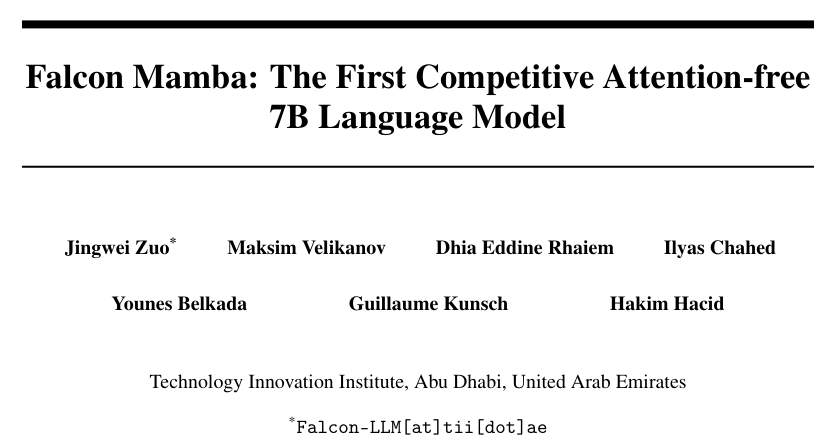 Falcon Mamba: The First Competitive Attention-free
7B Language Model
Jingwei Zuo* Maksim Velikanov Dhia Eddine Rhaiem Ilyas Chahed
Younes Belkada Guillaume Kunsch Hakim Hacid
Technology Innovation Institute, Abu Dhabi, United Arab Emirates
*Falcon-LLM[at]tii[dot]ae